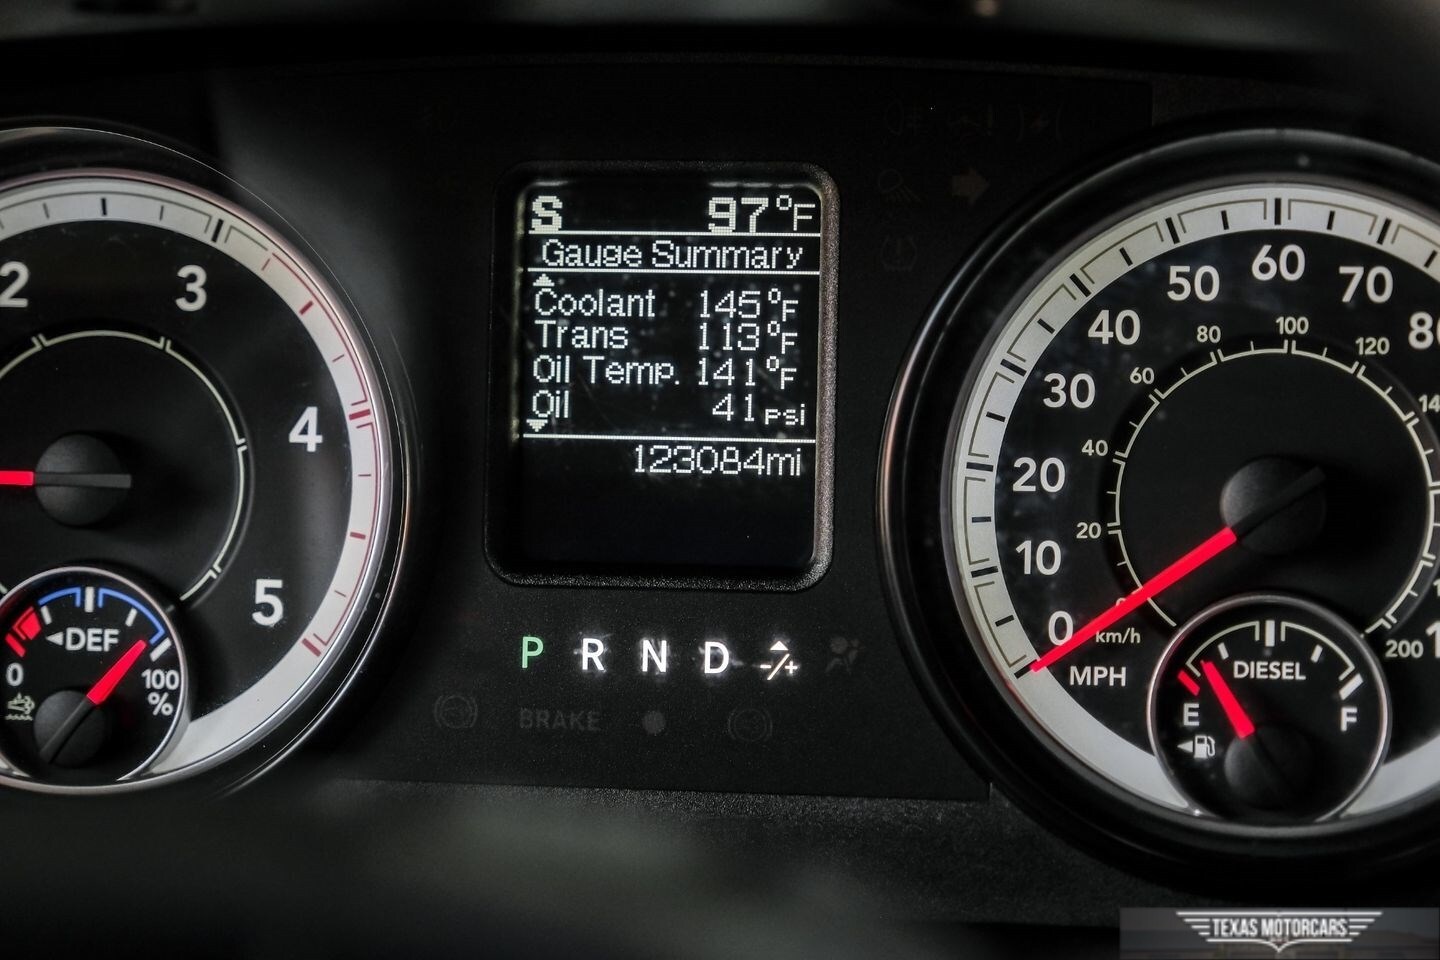 S 97°F
Gauge Summary
Coolant 145°F
Trans 113°F
Oil Temp. 141°F
Oil 41 psi
123084mi
P R N D -/+
BRAKE
2
3
4
5
0
DEF
100
%
0
10
20
30
40
50
60
70
20
40
60
80
100
120
200
km/h
MPH
DIESEL
E
F
TEXAS MOTORCARS